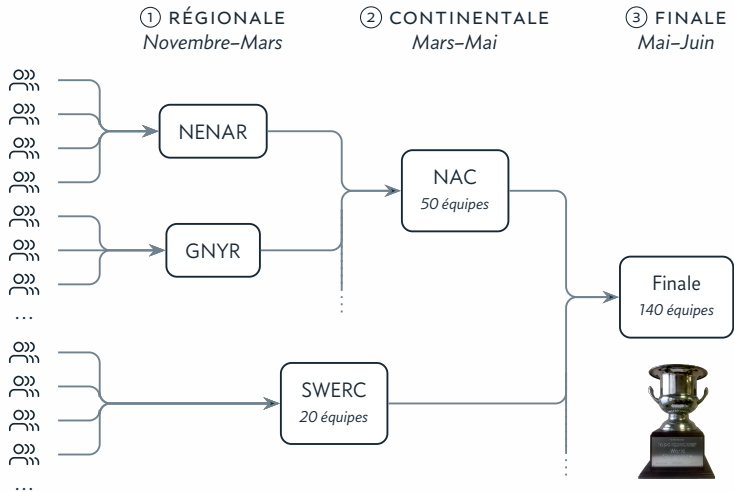 1 RÉGIONALE
Novembre–Mars
2 CONTINENTALE
Mars–Mai
3 FINALE
Mai–Juin
NENAR
NAC
50 équipes
GNYR
Finale
140 équipes
...
SWERC
20 équipes
...